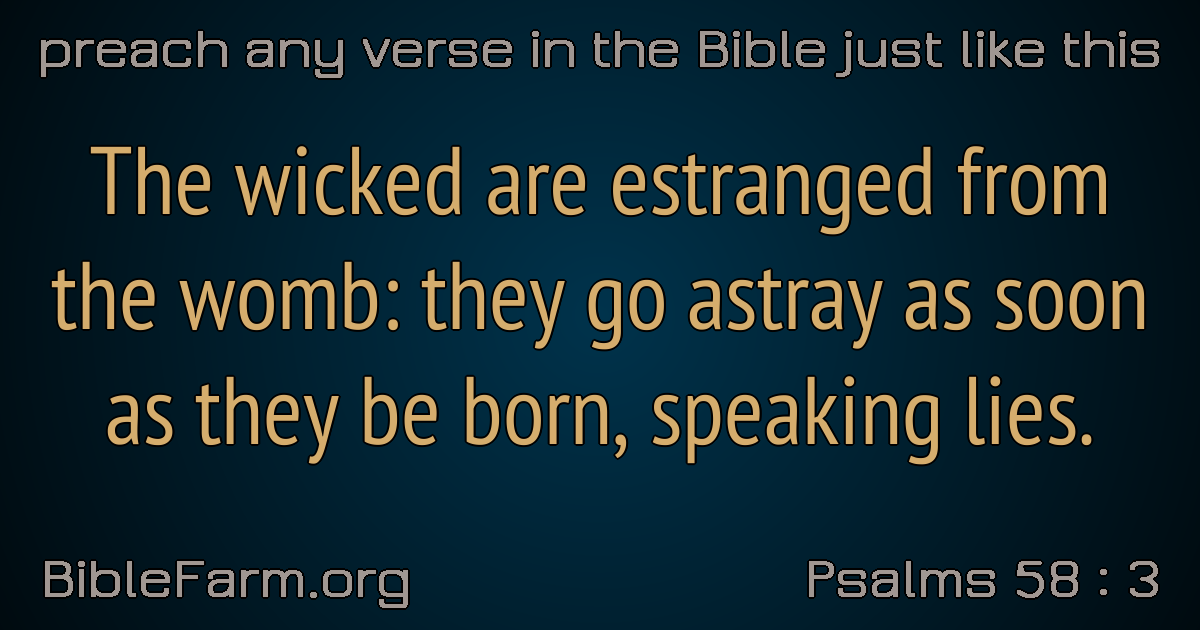 preach any verse in the Bible just like this
The wicked are estranged from
the womb: they go astray as soon
as they be born, speaking lies.
BibleFarm.org
Psalms 58 : 3